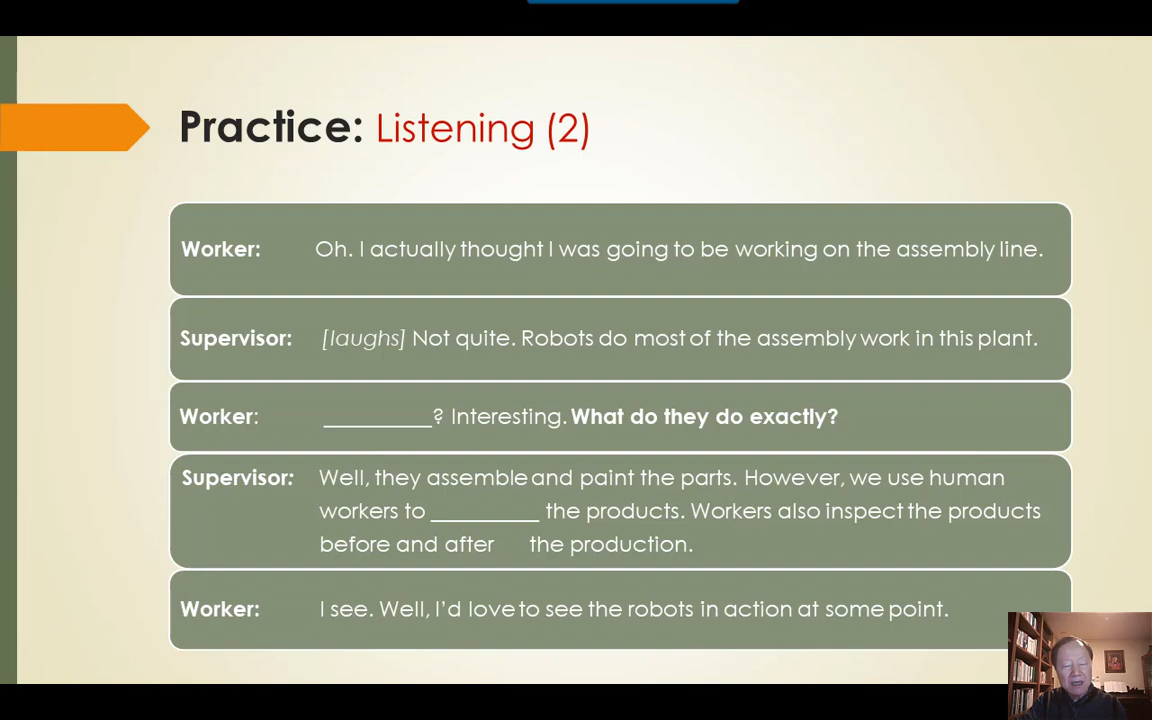 Practice: Listening (2)
Worker: Oh. I actually thought I was going to be working on the assembly line.
Supervisor: [laughs] Not quite. Robots do most of the assembly work in this plant.
Worker: __________? Interesting. What do they do exactly?
Supervisor: Well, they assemble and paint the parts. However, we use human
workers to __________ the products. Workers also inspect the products
before and after the production.
Worker: I see. Well, I'd love to see the robots in action at some point.